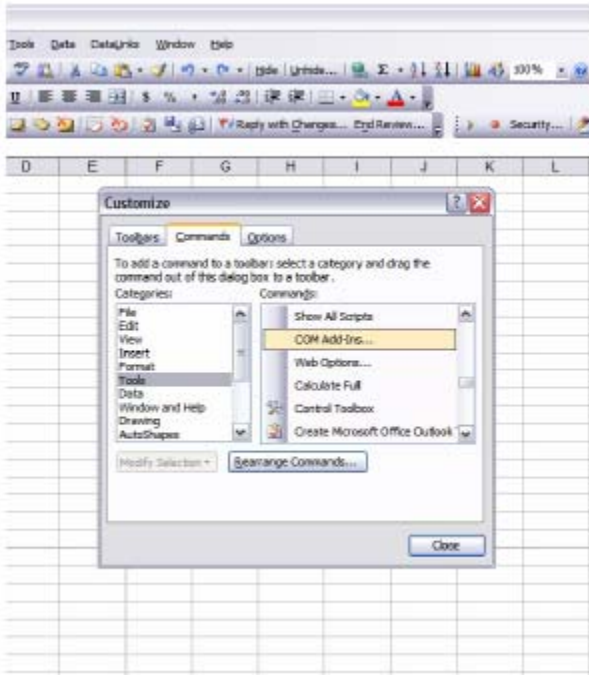 Tools Data DataLinks Window Help
Hide Unhide... Σ 100%
U $ % , A
Reply with Changes... End Review... Security...
D E F G H I J K L
Customize
Toolbars Commands Options
To add a command to a toolbar: select a category and drag the
command out of this dialog box to a toolbar.
Categories: Commands:
File
Edit
View
Insert
Format
Tools
Data
Window and Help
Drawing
AutoShapes
Show All Scripts
COM Add-Ins...
Web Options...
Calculate Full
Control Toolbox
Create Microsoft Office Outlook
Modify Selection Rearrange Commands...
Close